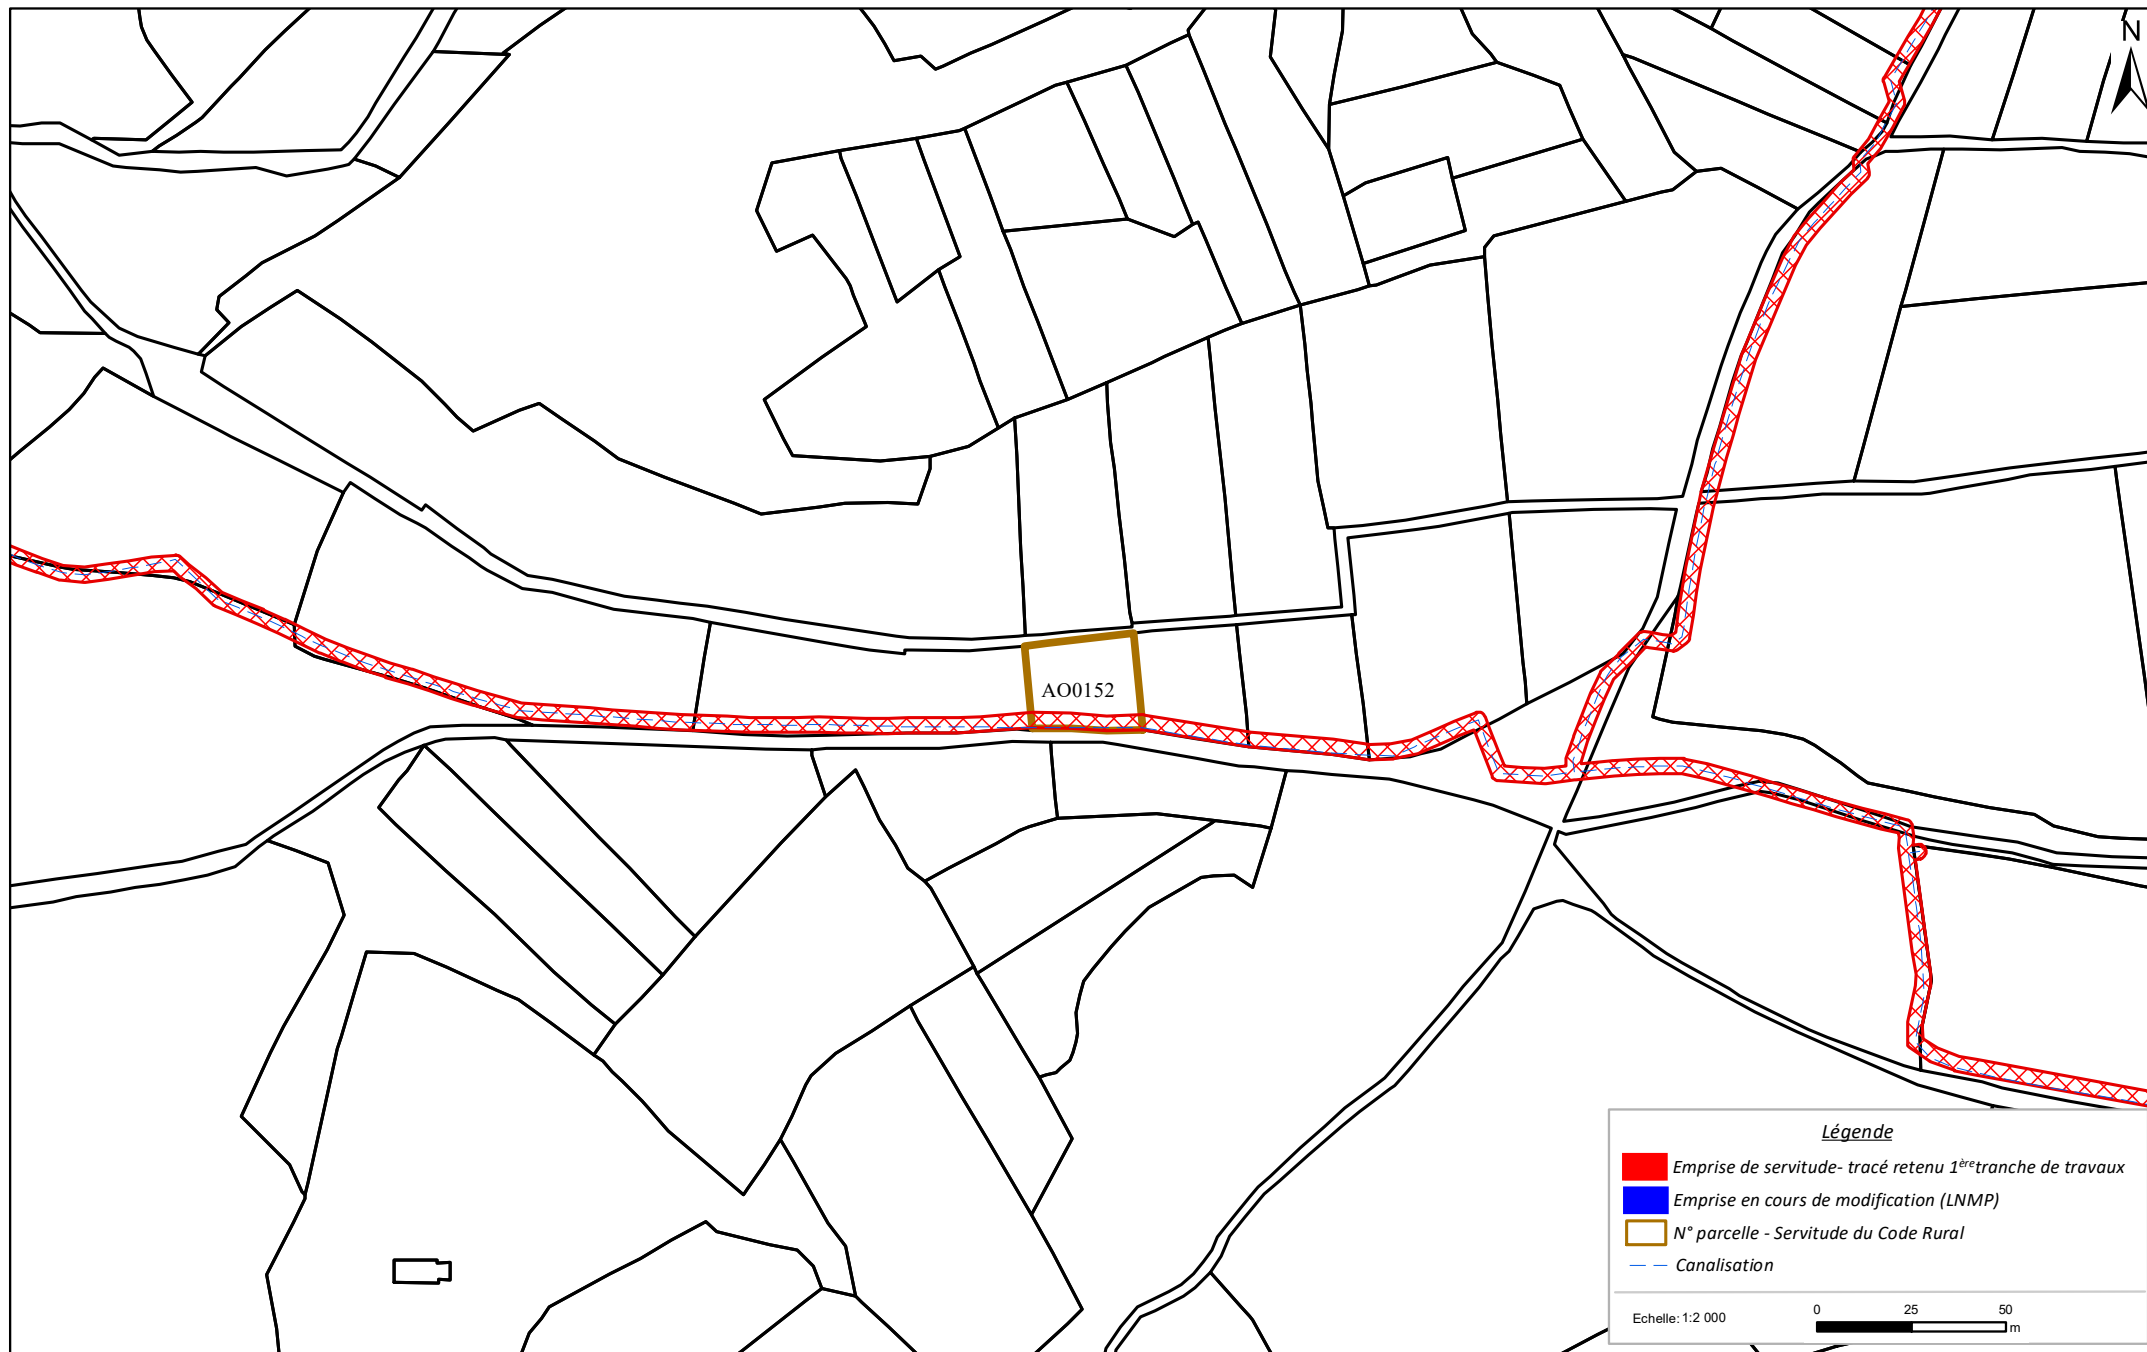 N
AO0152
Légende
Emprise de servitude- tracé retenu 1ère tranche de travaux
Emprise en cours de modification (LNMP)
N° parcelle - Servitude du Code Rural
Canalisation
Echelle: 1:2 000
0 25 50
m